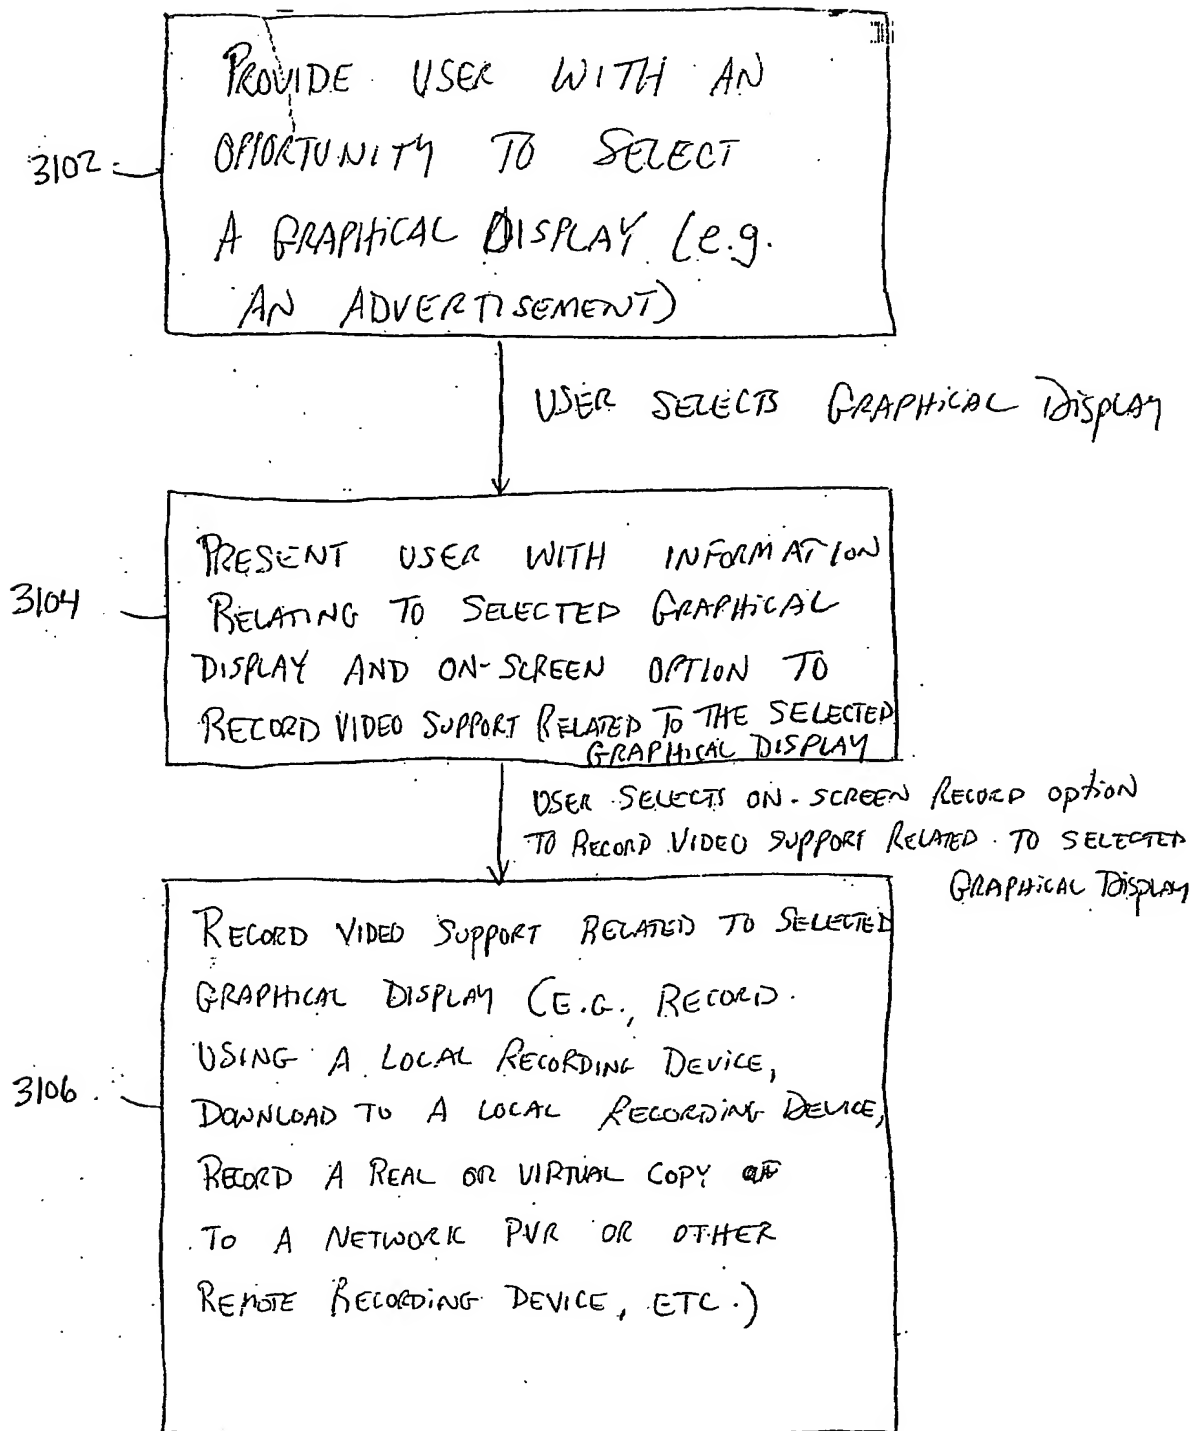 PROVIDE USER WITH AN
OPPORTUNITY TO SELECT
3102
A GRAPHICAL DISPLAY (e.g.
AN ADVERTISEMENT)
USER SELECTS GRAPHICAL DISPLAY
PRESENT USER WITH INFORMATION
3104
RELATING TO SELECTED GRAPHICAL
DISPLAY AND ON-SCREEN OPTION TO
RECORD VIDEO SUPPORT RELATED TO THE SELECTED
GRAPHICAL DISPLAY
USER SELECTS ON-SCREEN RECORD OPTION
TO RECORD VIDEO SUPPORT RELATED TO SELECTED
GRAPHICAL DISPLAY
RECORD VIDEO SUPPORT RELATED TO SELECTED
GRAPHICAL DISPLAY (E.G., RECORD
USING A LOCAL RECORDING DEVICE,
3106
DOWNLOAD TO A LOCAL RECORDING DEVICE,
RECORD A REAL OR VIRTUAL COPY
TO A NETWORK PVR OR OTHER
REMOTE RECORDING DEVICE, ETC.)